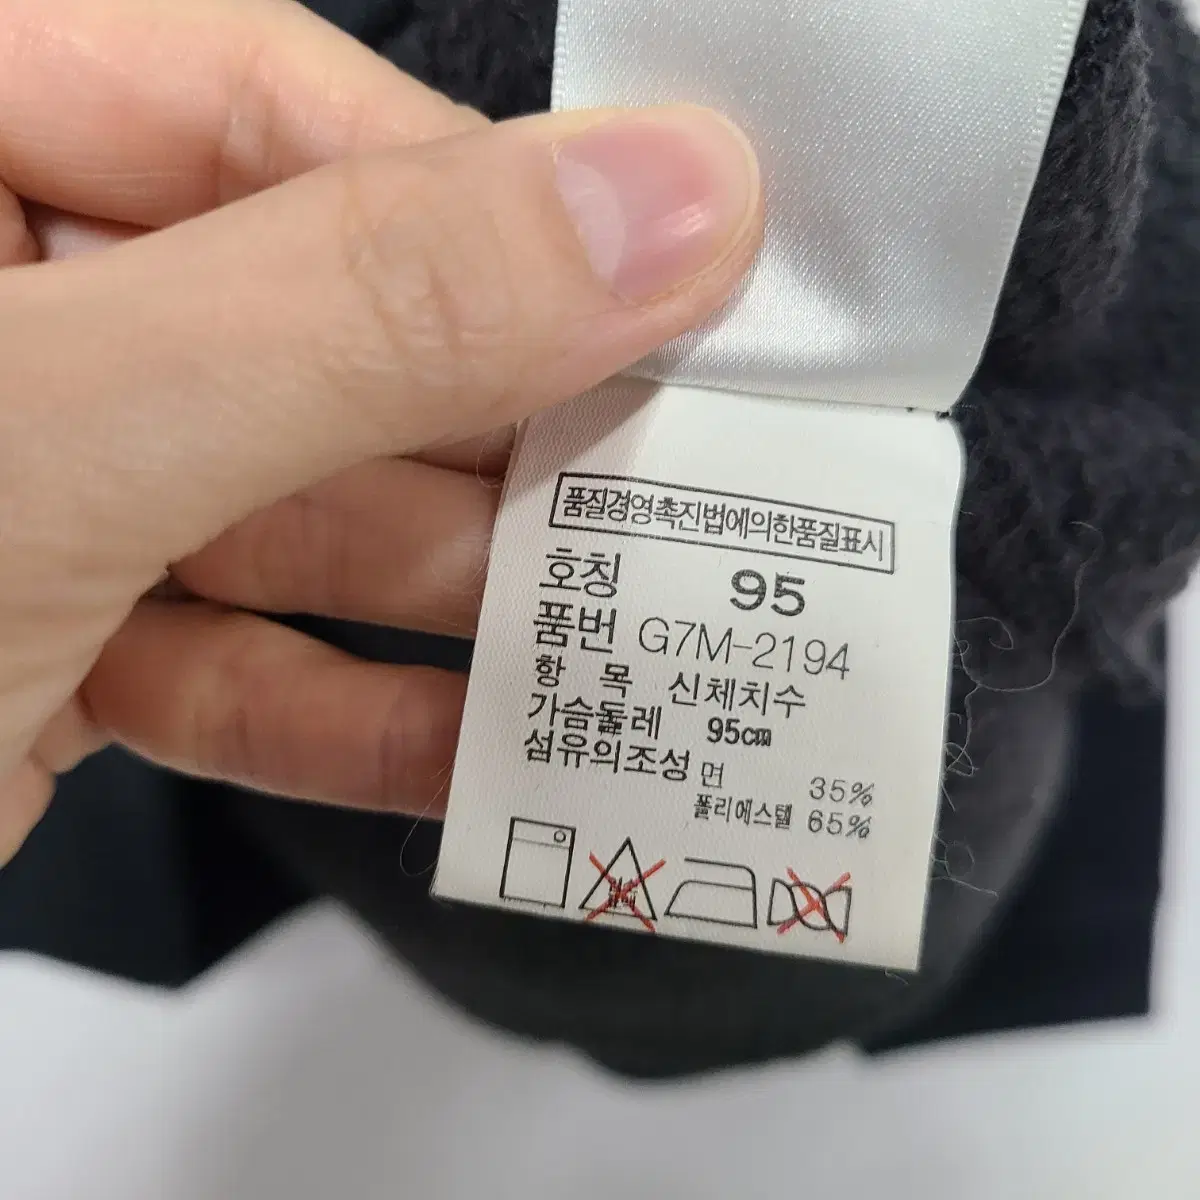 품질경영촉진법에의한품질표시
호칭 95
품번 G7M-2194
항 목 신체치수
가슴둘레 95cm
섬유의조성 면 35%
폴리에스텔 65%